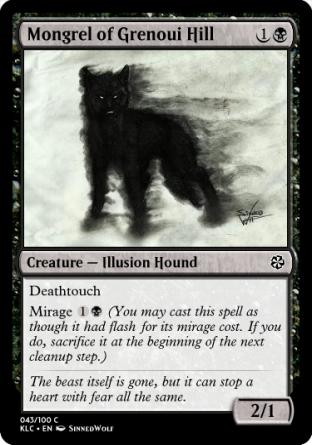 Mongrel of Grenoui Hill 1
Creature — Illusion Hound
Deathtouch
Mirage 1 (You may cast this spell as
though it had flash for its mirage cost. If you
do, sacrifice it at the beginning of the next
cleanup step.)
The beast itself is gone, but it can stop a
heart with fear all the same.
2/1
043/100 C
KLC • EN SinnedWolf